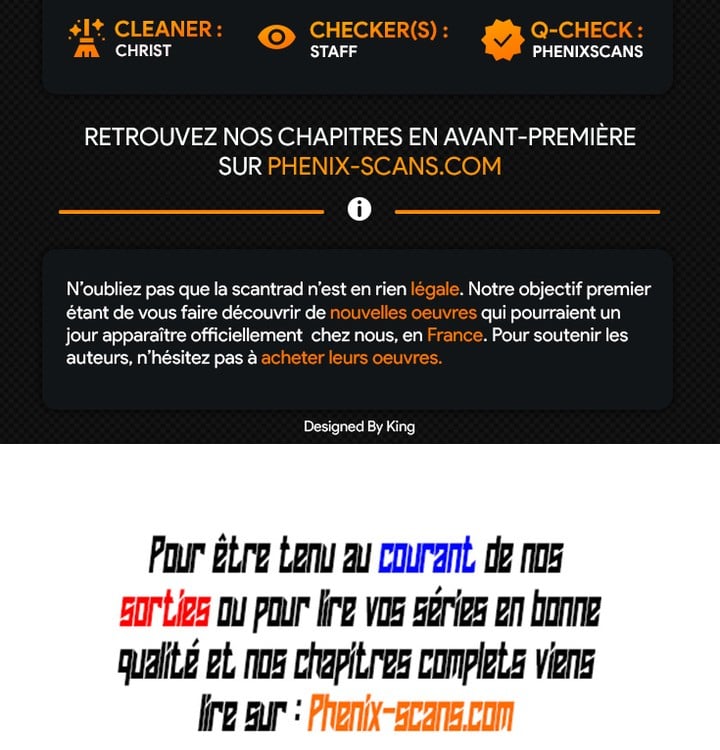 CLEANER : CHECKER(S) : Q-CHECK :
CHRIST STAFF PHENIXSCANS
RETROUVEZ NOS CHAPITRES EN AVANT-PREMIÈRE
SUR PHENIX-SCANS.COM
N'oubliez pas que la scantrad n'est en rien légale. Notre objectif premier
étant de vous faire découvrir de nouvelles oeuvres qui pourraient un
jour apparaître officiellement chez nous, en France. Pour soutenir les
auteurs, n'hésitez pas à acheter leurs oeuvres.
Designed By King
Pour être tenu au courant de nos
sorties ou pour lire vos séries en bonne
qualité et nos chapitres complets viens
lire sur : Phenix-scans.com